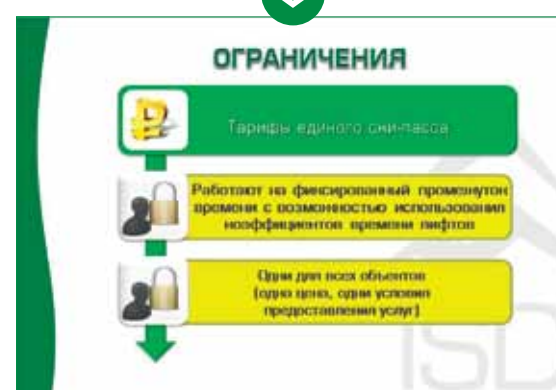 ОГРАНИЧЕНИЯ
Тарифы единого ски-пасса
Работают на фиксированный промежуток
времени с возможностью использования
коэффициентов времени лифтов
Одни для всех объектов
(одна цена, одни условия
предоставления услуг)